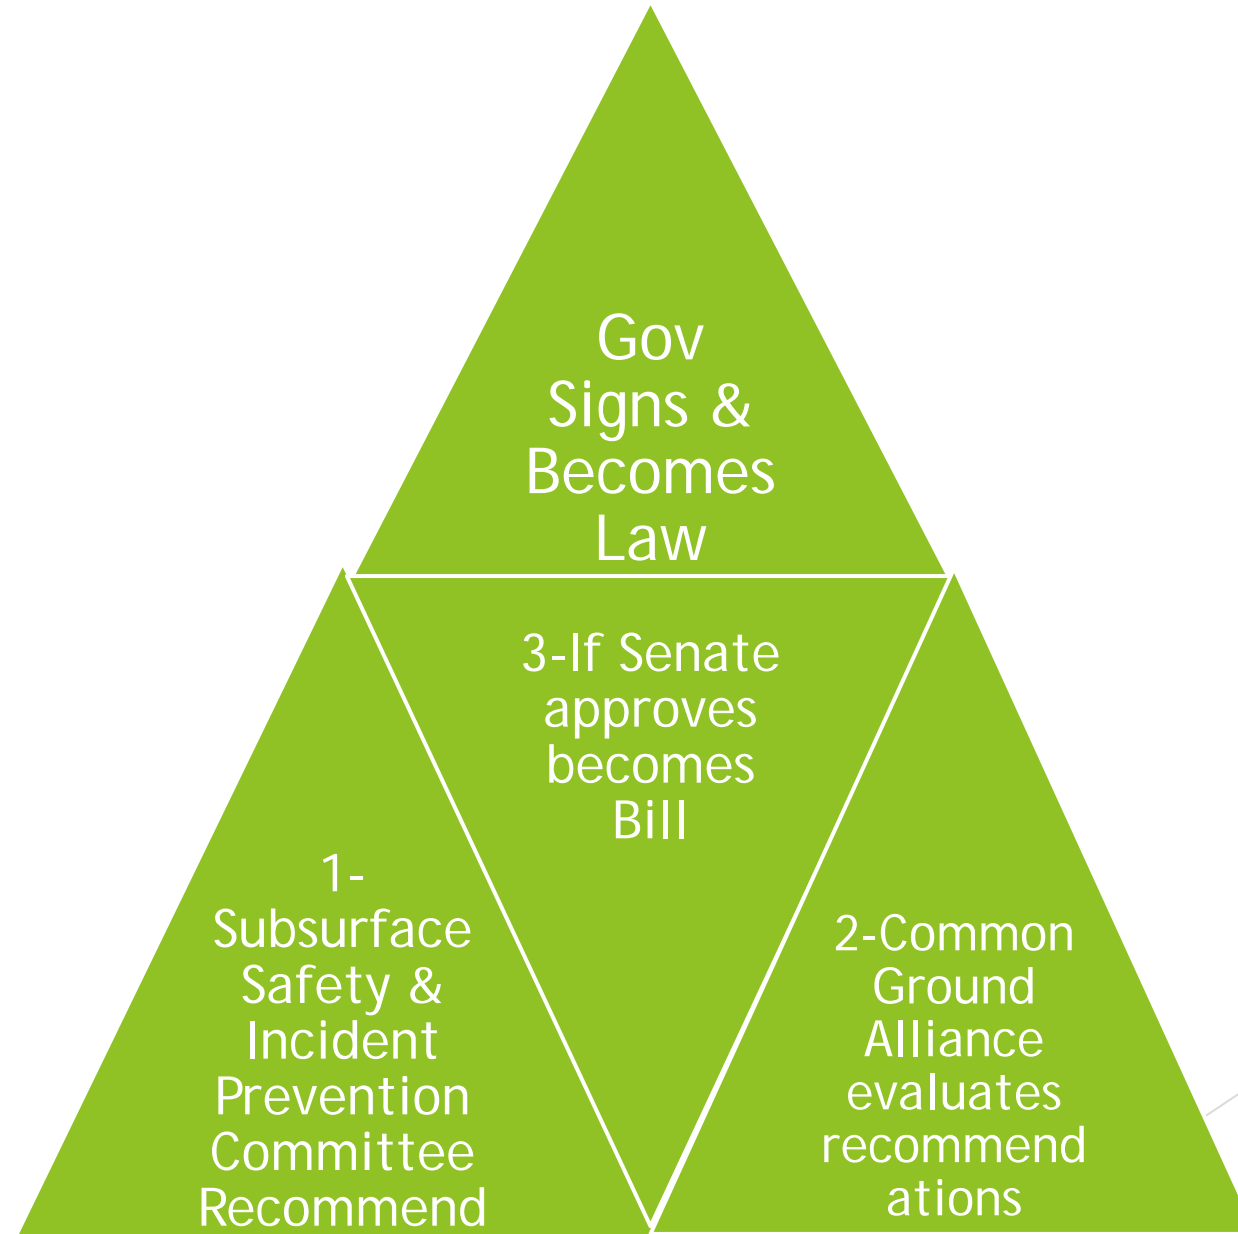 Gov
Signs &
Becomes
Law
3-If Senate
approves
becomes
Bill
1-
Subsurface
Safety &
Incident
Prevention
Committee
Recommend
2-Common
Ground
Alliance
evaluates
recommend
ations